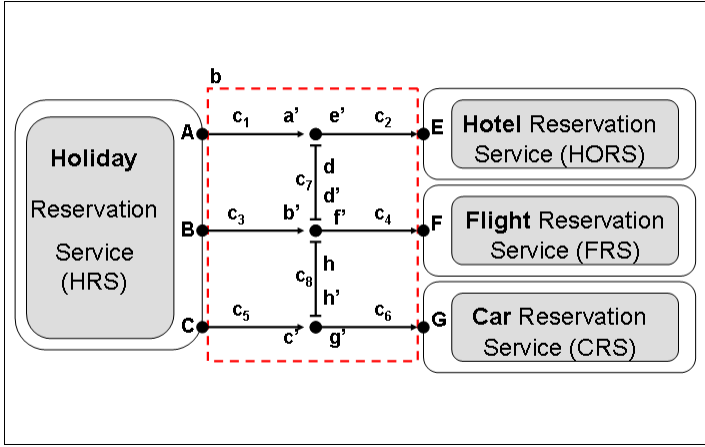 b
c1 a’ e’ c2
A
E
Hotel Reservation
Service (HORS)
Holiday
Reservation
Service
(HRS)
c7
d
d’
c3 b’ f’ c4
B
F
Flight Reservation
Service (FRS)
c8
h
h’
c5 c6
C
c’ g’
G
Car Reservation
Service (CRS)